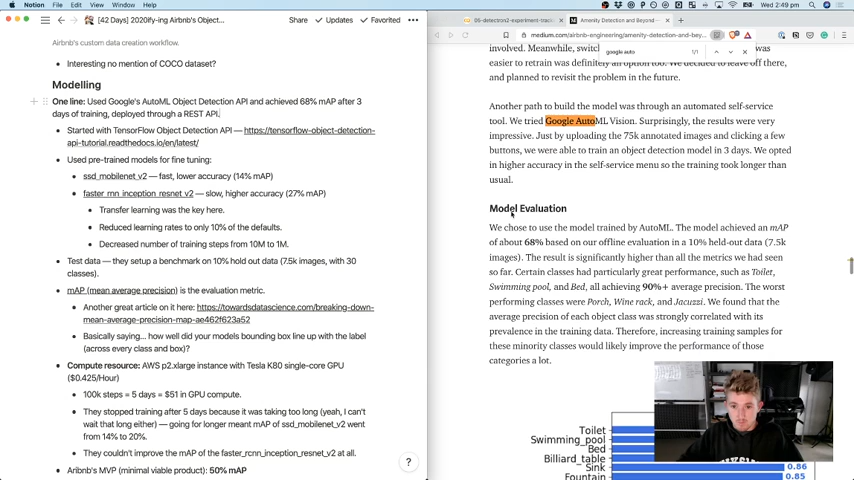 Notion File Edit View Window Help
Wed 2:49 pm
[42 Days] 2020ify-ing Airbnb's Object...
Share Updates Favorited
Airbnb's custom data creation workflow.
Interesting no mention of COCO dataset?
Modelling
One line: Used Google's AutoML Object Detection API and achieved 68% mAP after 3
days of training, deployed through a REST API.
Started with TensorFlow Object Detection API — https://tensorflow-object-detection-
api-tutorial.readthedocs.io/en/latest/
Used pre-trained models for fine tuning:
ssd_mobilenet_v2 — fast, lower accuracy (14% mAP)
faster_rnn_inception_resnet_v2 — slow, higher accuracy (27% mAP)
Transfer learning was the key here.
Reduced learning rates to only 10% of the defaults.
Decreased number of training steps from 10M to 1M.
Test data — they setup a benchmark on 10% hold out data (7.5k images, with 30
classes).
mAP (mean average precision) is the evaluation metric.
Another great article on it here: https://towardsdatascience.com/breaking-down-
mean-average-precision-map-ae462f623a52
Basically saying... how well did your models bounding box line up with the label
(across every class and box)?
Compute resource: AWS p2.xlarge instance with Tesla K80 single-core GPU
($0.425/Hour)
100k steps = 5 days = $51 in GPU compute.
They stopped training after 5 days because it was taking too long (yeah, I can't
wait that long either) — going for longer meant mAP of ssd_mobilenet_v2 went
from 14% to 20%.
They couldn't improve the mAP of the faster_rcnn_inception_resnet_v2 at all.
Airbnb's MVP (minimal viable product): 50% mAP
?
05-detectron2-experiment-track
Amenity Detection and Beyond —
medium.com/airbnb-engineering/amenity-detection-and-bey...
google auto 1/1
involved. Meanwhile, switc
was
easier to retrain was definitely an option too. We decided to leave off there,
and planned to revisit the problem in the future.
Another path to build the model was through an automated self-service
tool. We tried Google AutoML Vision. Surprisingly, the results were very
impressive. Just by uploading the 75k annotated images and clicking a few
buttons, we were able to train an object detection model in 3 days. We opted
in higher accuracy in the self-service menu so the training took longer than
usual.
Model Evaluation
We chose to use the model trained by AutoML. The model achieved an mAP
of about 68% based on our offline evaluation in a 10% held-out data (7.5k
images). The result is significantly higher than all the metrics we had seen
so far. Certain classes had particularly great performance, such as Toilet,
Swimming pool, and Bed, all achieving 90%+ average precision. The worst
performing classes were Porch, Wine rack, and Jacuzzi. We found that the
average precision of each object class was strongly correlated with its
prevalence in the training data. Therefore, increasing training samples for
these minority classes would likely improve the performance of those
categories a lot.
Toilet
Swimming_pool
Bed
Billiard_table
Sink 0.86
Fountain 0.85